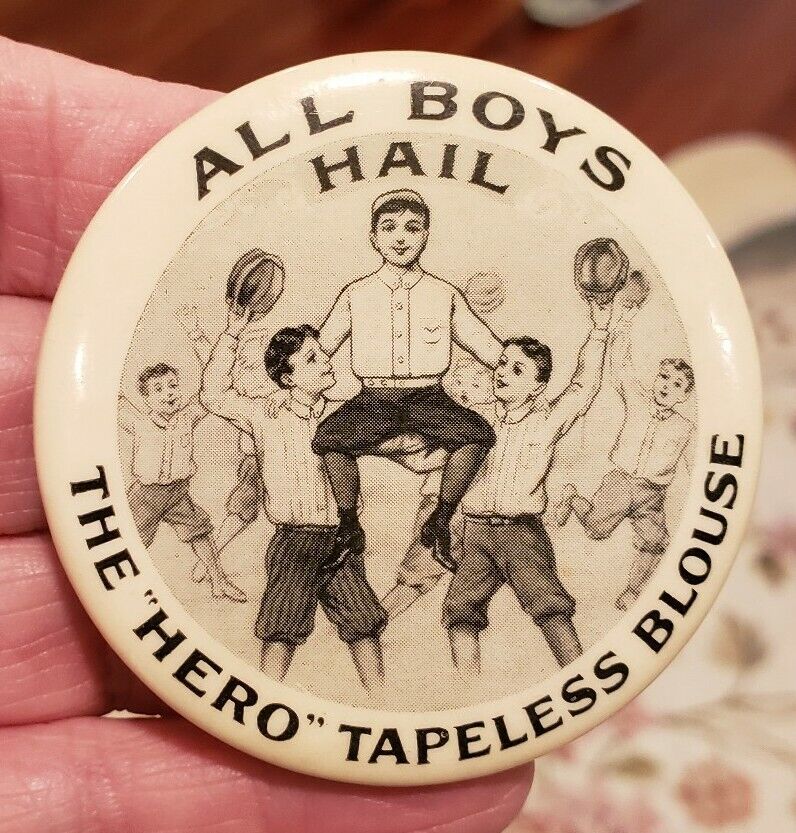 ALL BOYS
HAIL
THE "HERO" TAPELESS BLOUSE